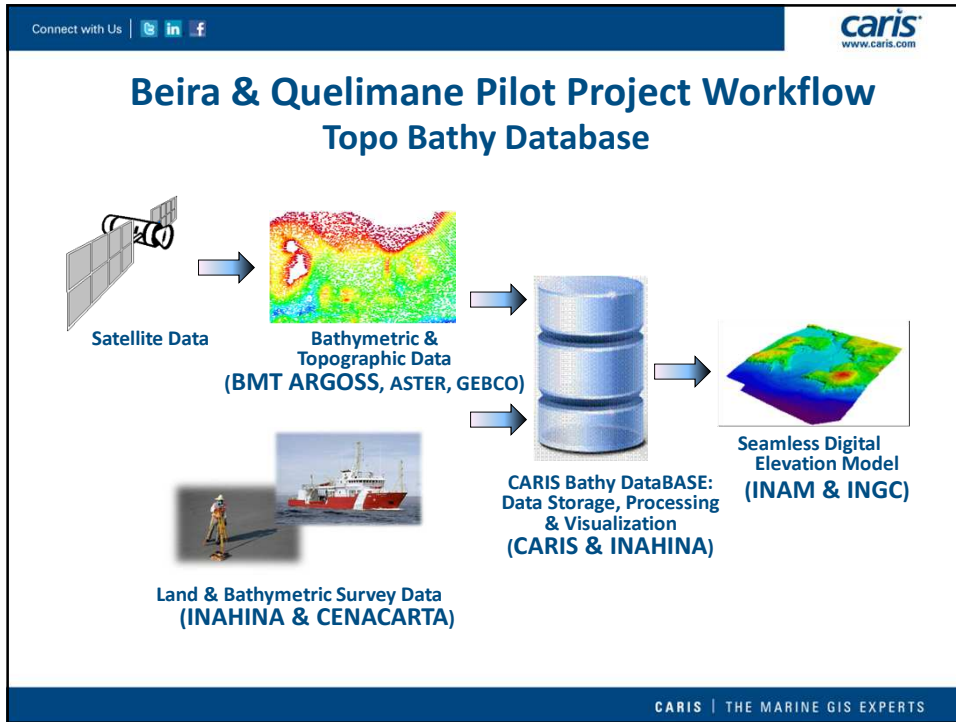 Connect with Us
caris
www.caris.com
Beira & Quelimane Pilot Project Workflow
Topo Bathy Database
Satellite Data
Bathymetric &
Topographic Data
(BMT ARGOSS, ASTER, GEBCO)
Land & Bathymetric Survey Data
(INAHINA & CENACARTA)
CARIS Bathy DataBASE:
Data Storage, Processing
& Visualization
(CARIS & INAHINA)
Seamless Digital
Elevation Model
(INAM & INGC)
CARIS | THE MARINE GIS EXPERTS